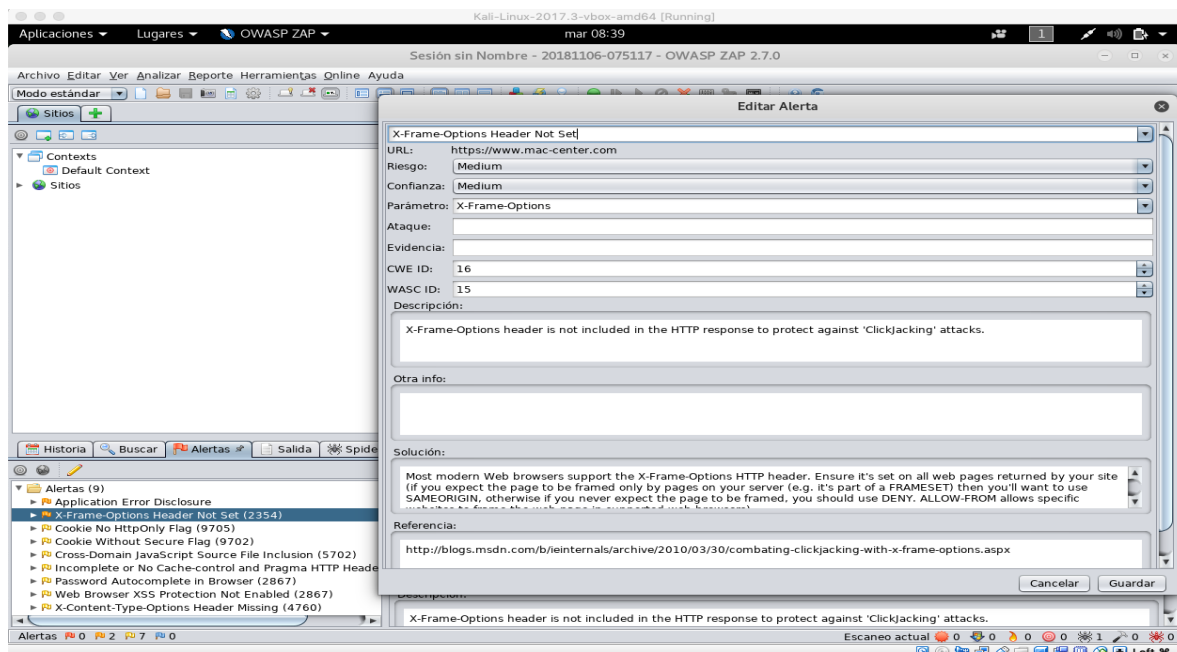 Kali-Linux-2017.3-vbox-amd64 [Running]
Aplicaciones Lugares OWASP ZAP mar 08:39 1
Sesión sin Nombre - 20181106-075117 - OWASP ZAP 2.7.0
Archivo Editar Ver Analizar Reporte Herramientas Online Ayuda
Modo estándar
Sitios
Contexts
Default Context
Sitios
Historia Buscar Alertas Salida Spide
Alertas (9)
Application Error Disclosure
X-Frame-Options Header Not Set (2354)
Cookie No HttpOnly Flag (9705)
Cookie Without Secure Flag (9702)
Cross-Domain JavaScript Source File Inclusion (5702)
Incomplete or No Cache-control and Pragma HTTP Heade
Password Autocomplete in Browser (2867)
Web Browser XSS Protection Not Enabled (2867)
X-Content-Type-Options Header Missing (4760)
Editar Alerta
X-Frame-Options Header Not Set
URL: https://www.mac-center.com
Riesgo: Medium
Confianza: Medium
Parámetro: X-Frame-Options
Ataque:
Evidencia:
CWE ID: 16
WASC ID: 15
Descripción:
X-Frame-Options header is not included in the HTTP response to protect against 'ClickJacking' attacks.
Otra info:
Solución:
Most modern Web browsers support the X-Frame-Options HTTP header. Ensure it's set on all web pages returned by your site
(if you expect the page to be framed only by pages on your server (e.g. it's part of a FRAMESET) then you'll want to use
SAMEORIGIN, otherwise if you never expect the page to be framed, you should use DENY. ALLOW-FROM allows specific
Referencia:
http://blogs.msdn.com/b/ieinternals/archive/2010/03/30/combating-clickjacking-with-x-frame-options.aspx
Cancelar Guardar
X-Frame-Options header is not included in the HTTP response to protect against 'ClickJacking' attacks.
Alertas 0 2 7 0 Escaneo actual 0 0 0 0 1 0 0
Left ⌘